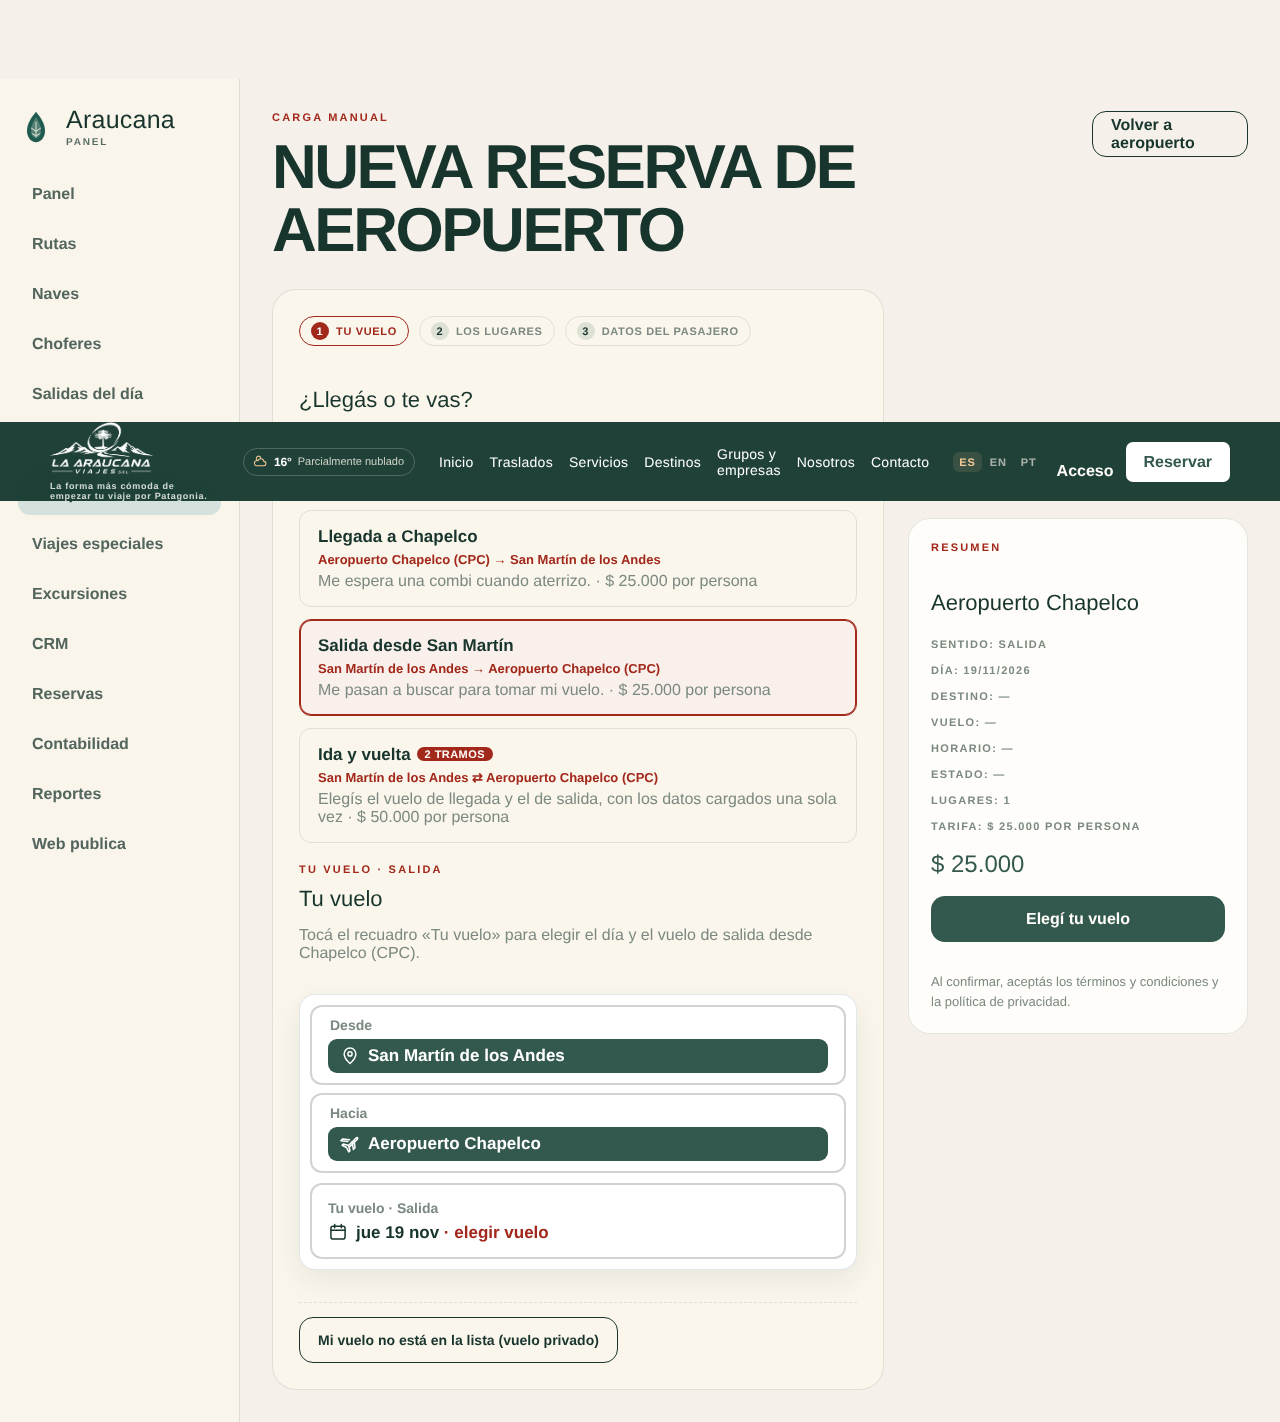 Araucana
PANEL
Panel
Rutas
Naves
Choferes
Salidas del día
CARGA MANUAL
NUEVA RESERVA DE
AEROPUERTO
Volver a
aeropuerto
1 TU VUELO
2 LOS LUGARES
3 DATOS DEL PASAJERO
¿Llegás o te vas?
LA ARAUCANA
VIAJES SRL
La forma más cómoda de
empezar tu viaje por Patagonia.
16° Parcialmente nublado
Inicio
Traslados
Servicios
Destinos
Grupos y
empresas
Nosotros
Contacto
ES EN PT
Acceso
Reservar
Viajes especiales
Excursiones
CRM
Reservas
Contabilidad
Reportes
Web publica
Llegada a Chapelco
Aeropuerto Chapelco (CPC) → San Martín de los Andes
Me espera una combi cuando aterrizo. · $ 25.000 por persona
Salida desde San Martín
San Martín de los Andes → Aeropuerto Chapelco (CPC)
Me pasan a buscar para tomar mi vuelo. · $ 25.000 por persona
Ida y vuelta 2 TRAMOS
San Martín de los Andes ⇄ Aeropuerto Chapelco (CPC)
Elegís el vuelo de llegada y el de salida, con los datos cargados una sola
vez · $ 50.000 por persona
TU VUELO · SALIDA
Tu vuelo
Tocá el recuadro «Tu vuelo» para elegir el día y el vuelo de salida desde
Chapelco (CPC).
Desde
San Martín de los Andes
Hacia
Aeropuerto Chapelco
Tu vuelo · Salida
jue 19 nov · elegir vuelo
Mi vuelo no está en la lista (vuelo privado)
RESUMEN
Aeropuerto Chapelco
SENTIDO: SALIDA
DÍA: 19/11/2026
DESTINO: —
VUELO: —
HORARIO: —
ESTADO: —
LUGARES: 1
TARIFA: $ 25.000 POR PERSONA
$ 25.000
Elegí tu vuelo
Al confirmar, aceptás los términos y condiciones y
la política de privacidad.